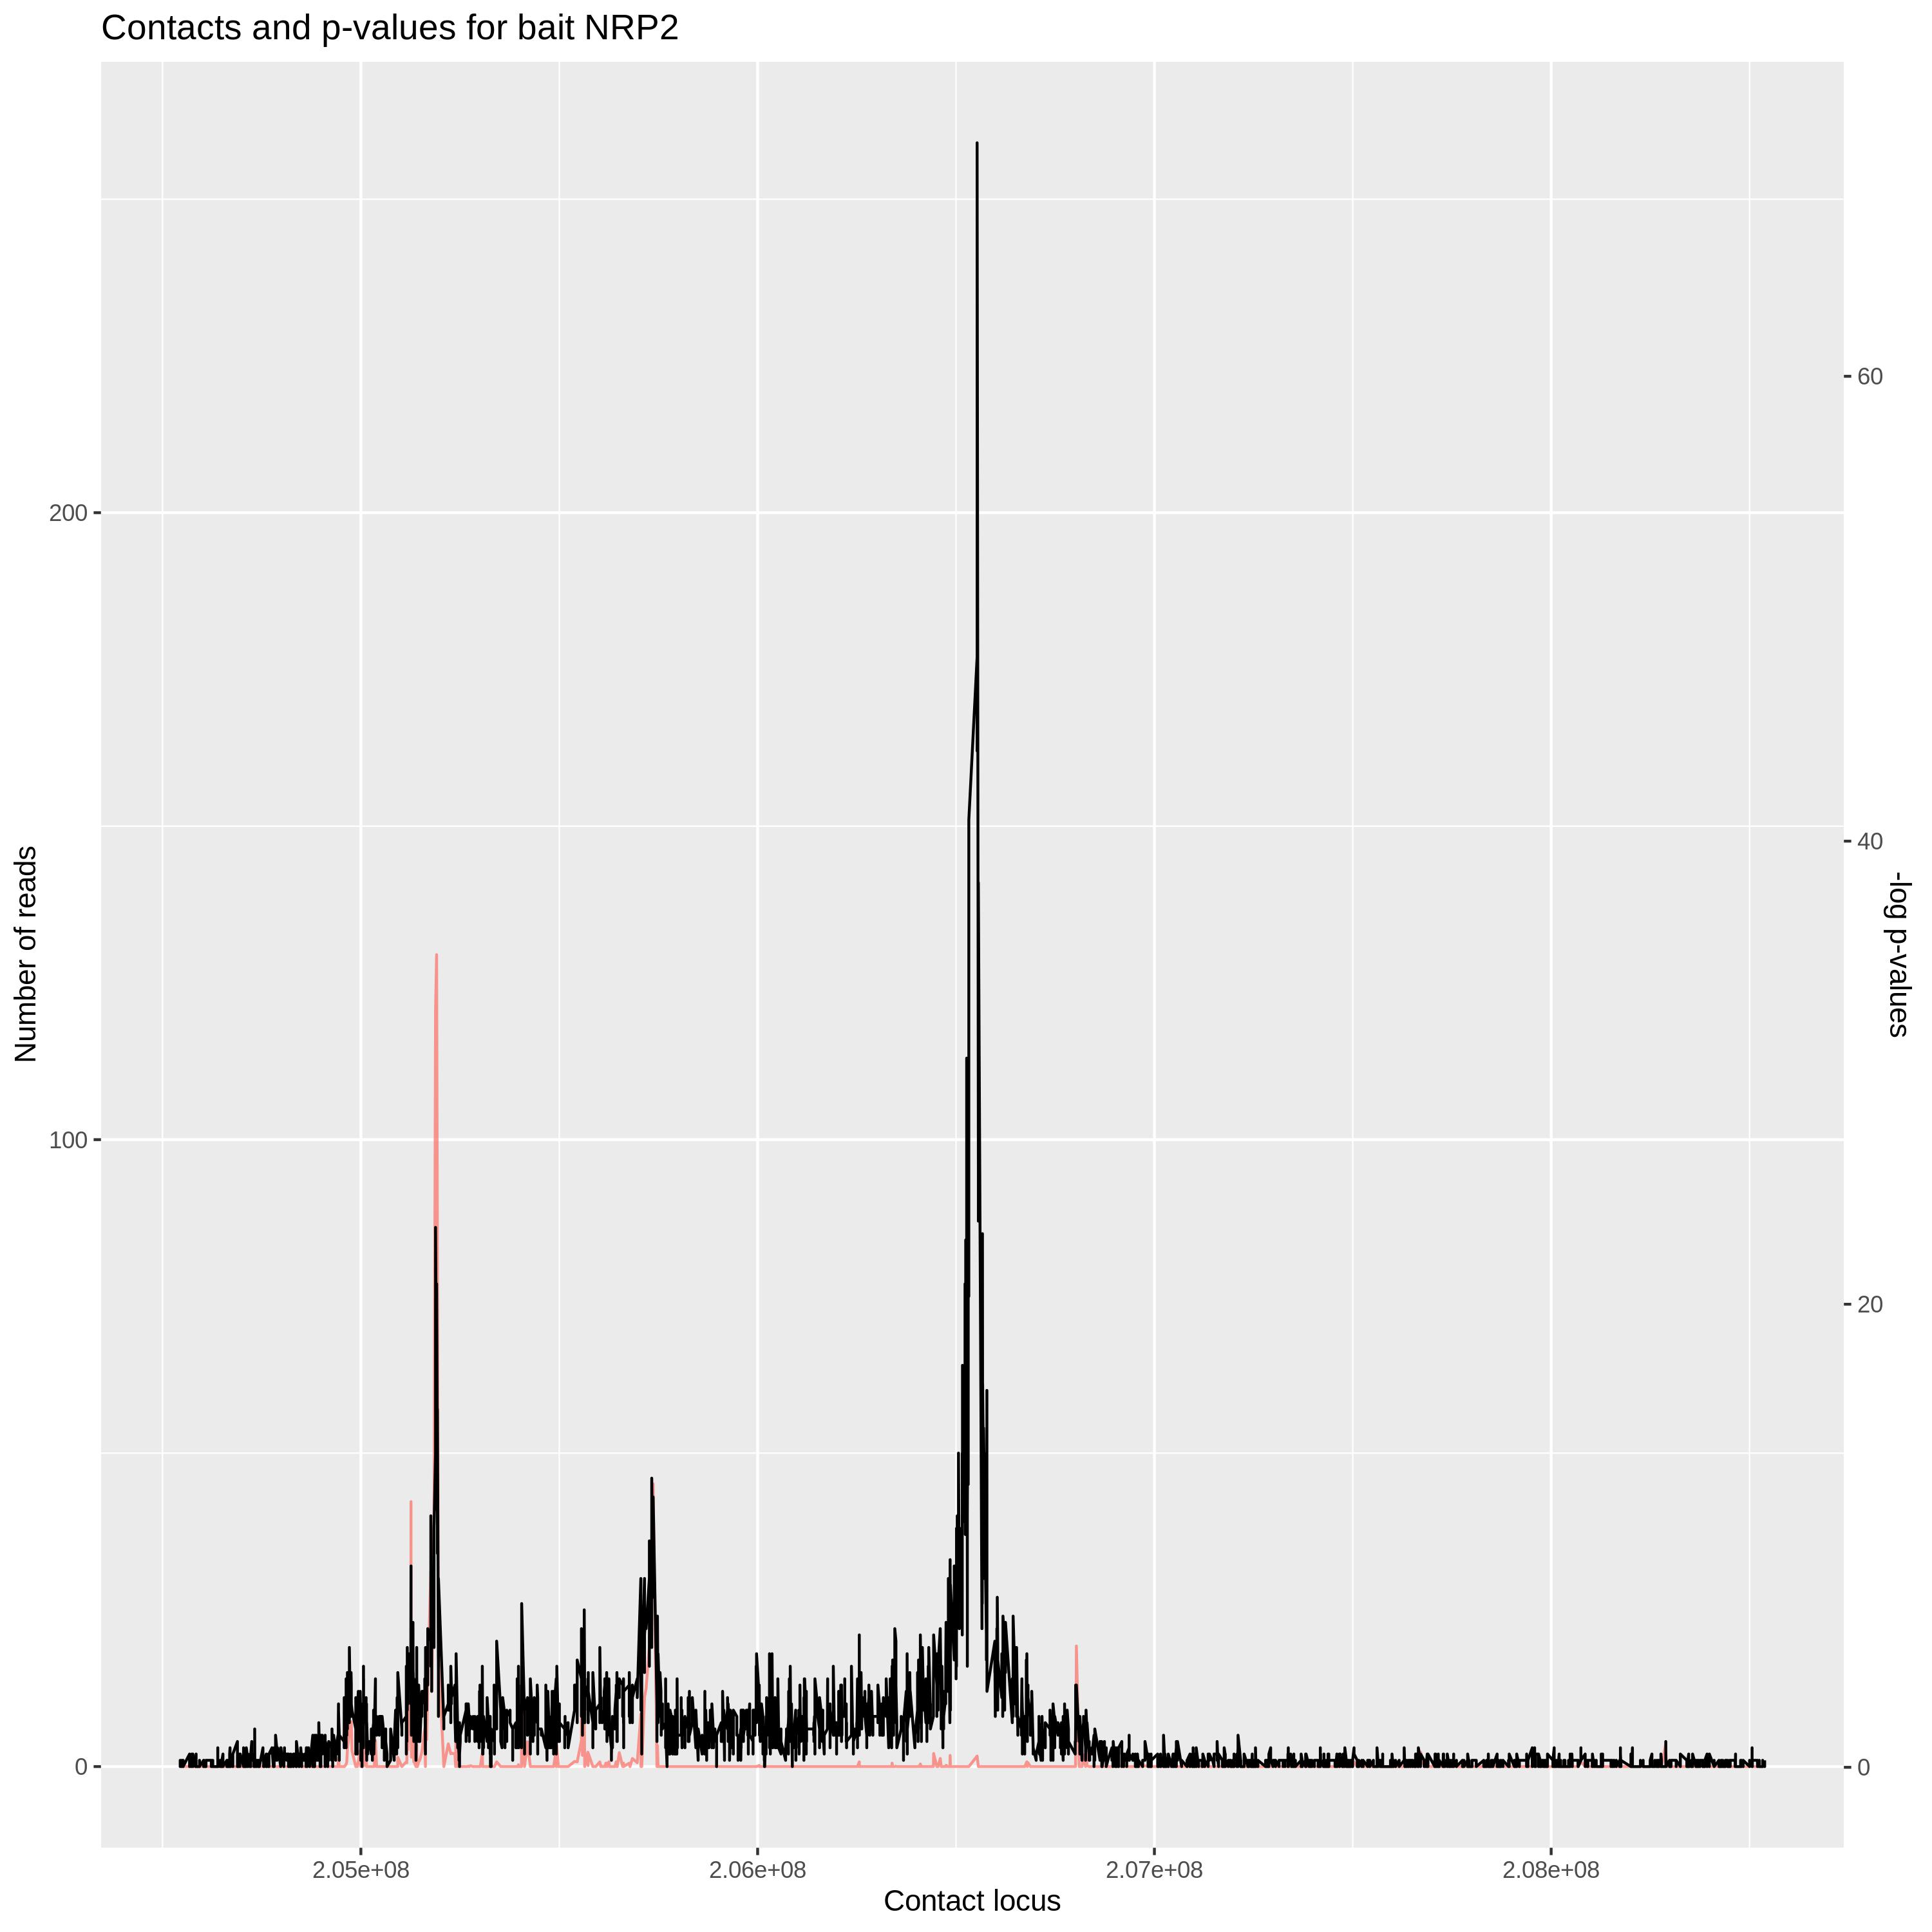 Contacts and p-values for bait NRP2
Number of reads
200
100
0
60
40
20
0
-log p-values
2.05e+08
2.06e+08
2.07e+08
2.08e+08
Contact locus